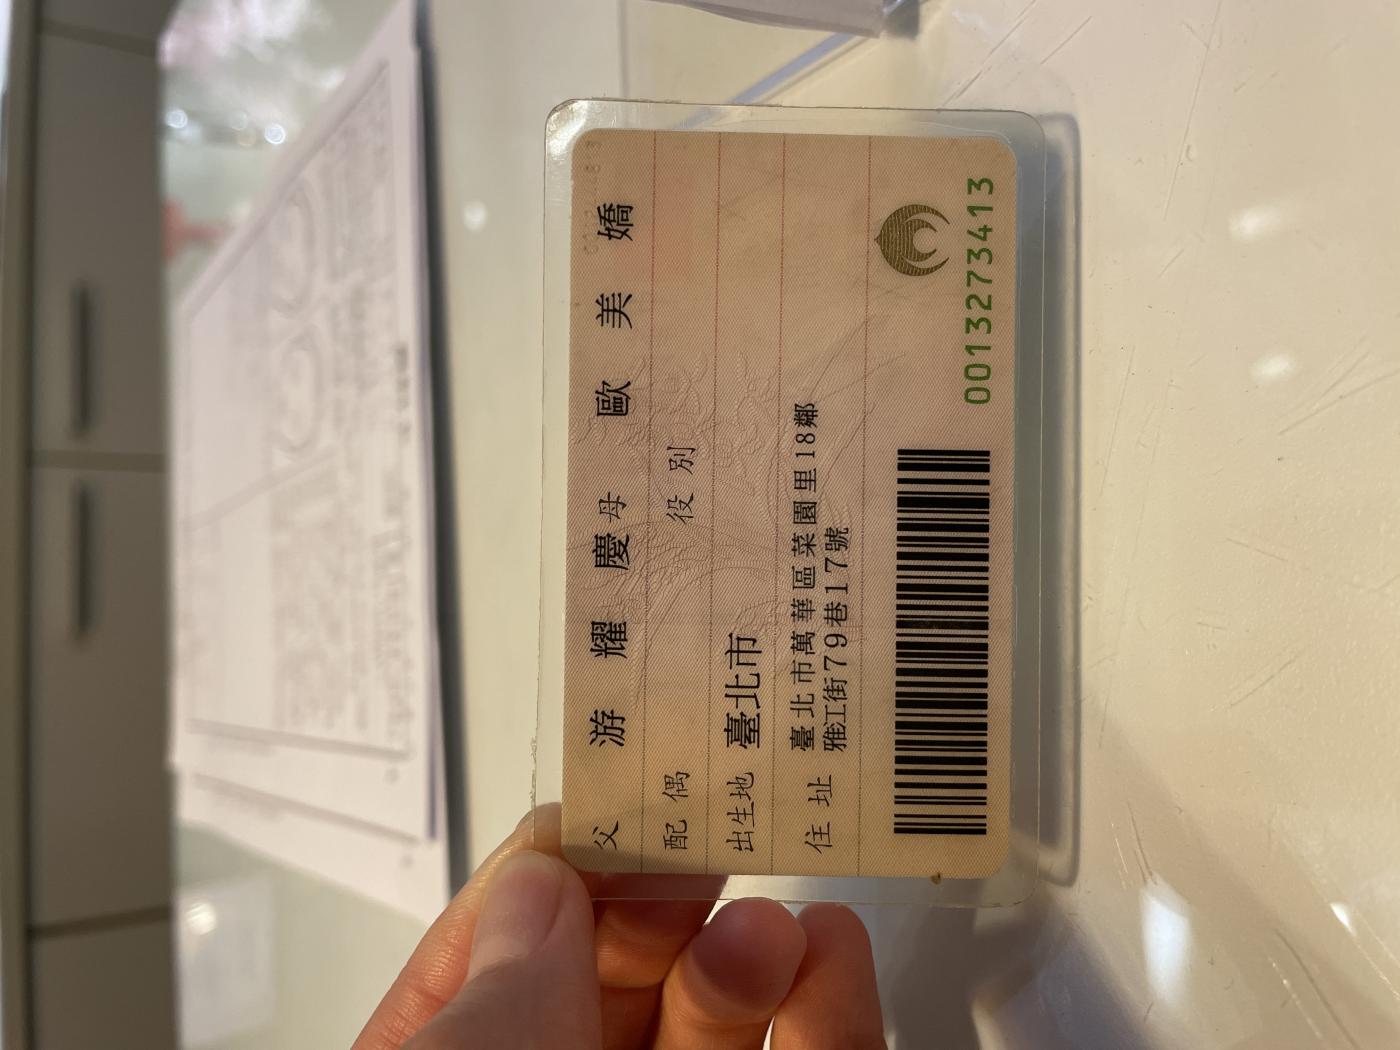 父 游耀慶 母 歐美嬌
配偶 役別
出生地 臺北市
住址 臺北市萬華區菜園里18鄰
雅江街79巷17號
0013273413